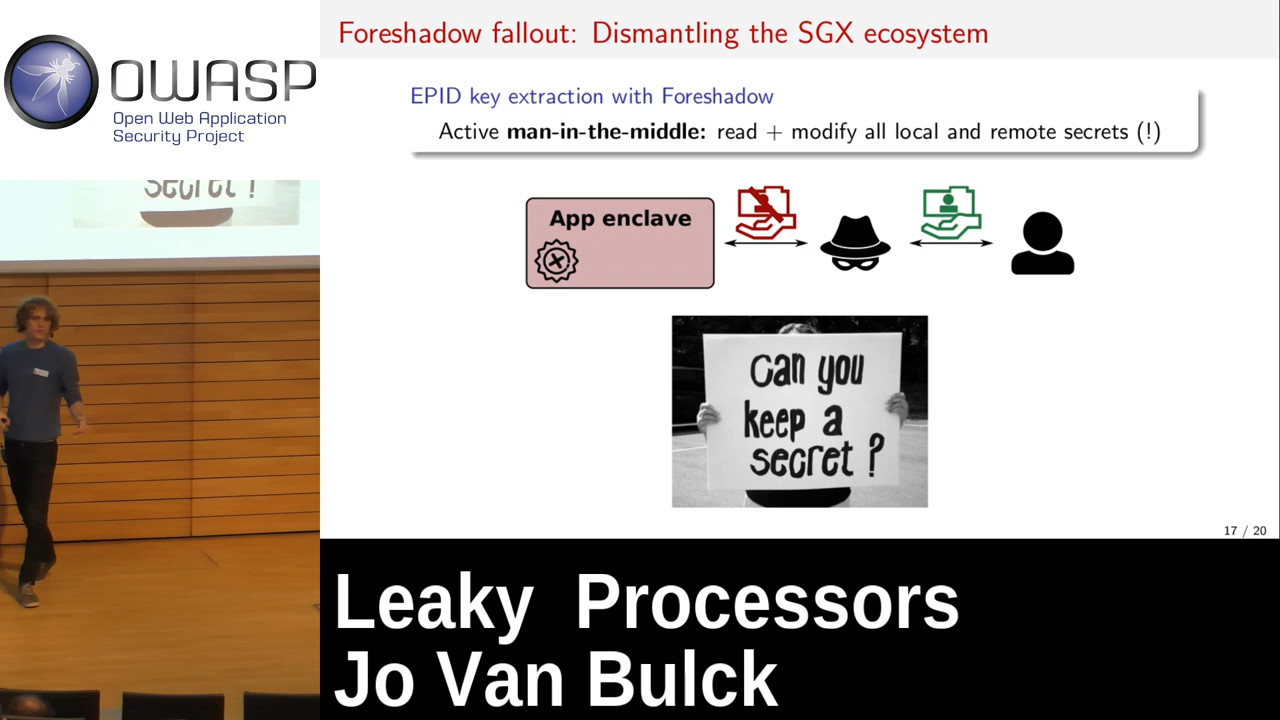 OWASP
Open Web Application
Security Project
secret ?
Foreshadow fallout: Dismantling the SGX ecosystem
EPID key extraction with Foreshadow
Active man-in-the-middle: read + modify all local and remote secrets (!)
App enclave
Can you
keep a
secret ?
17 / 20
Leaky Processors
Jo Van Bulck